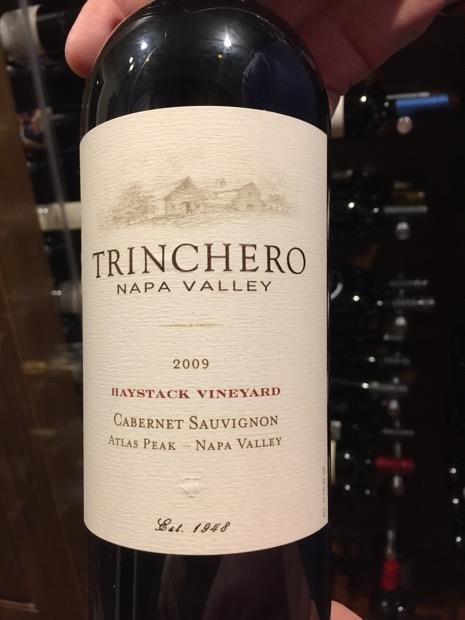 TRINCHERO
NAPA VALLEY
2009
HAYSTACK VINEYARD
CABERNET SAUVIGNON
ATLAS PEAK – NAPA VALLEY
Est. 1948